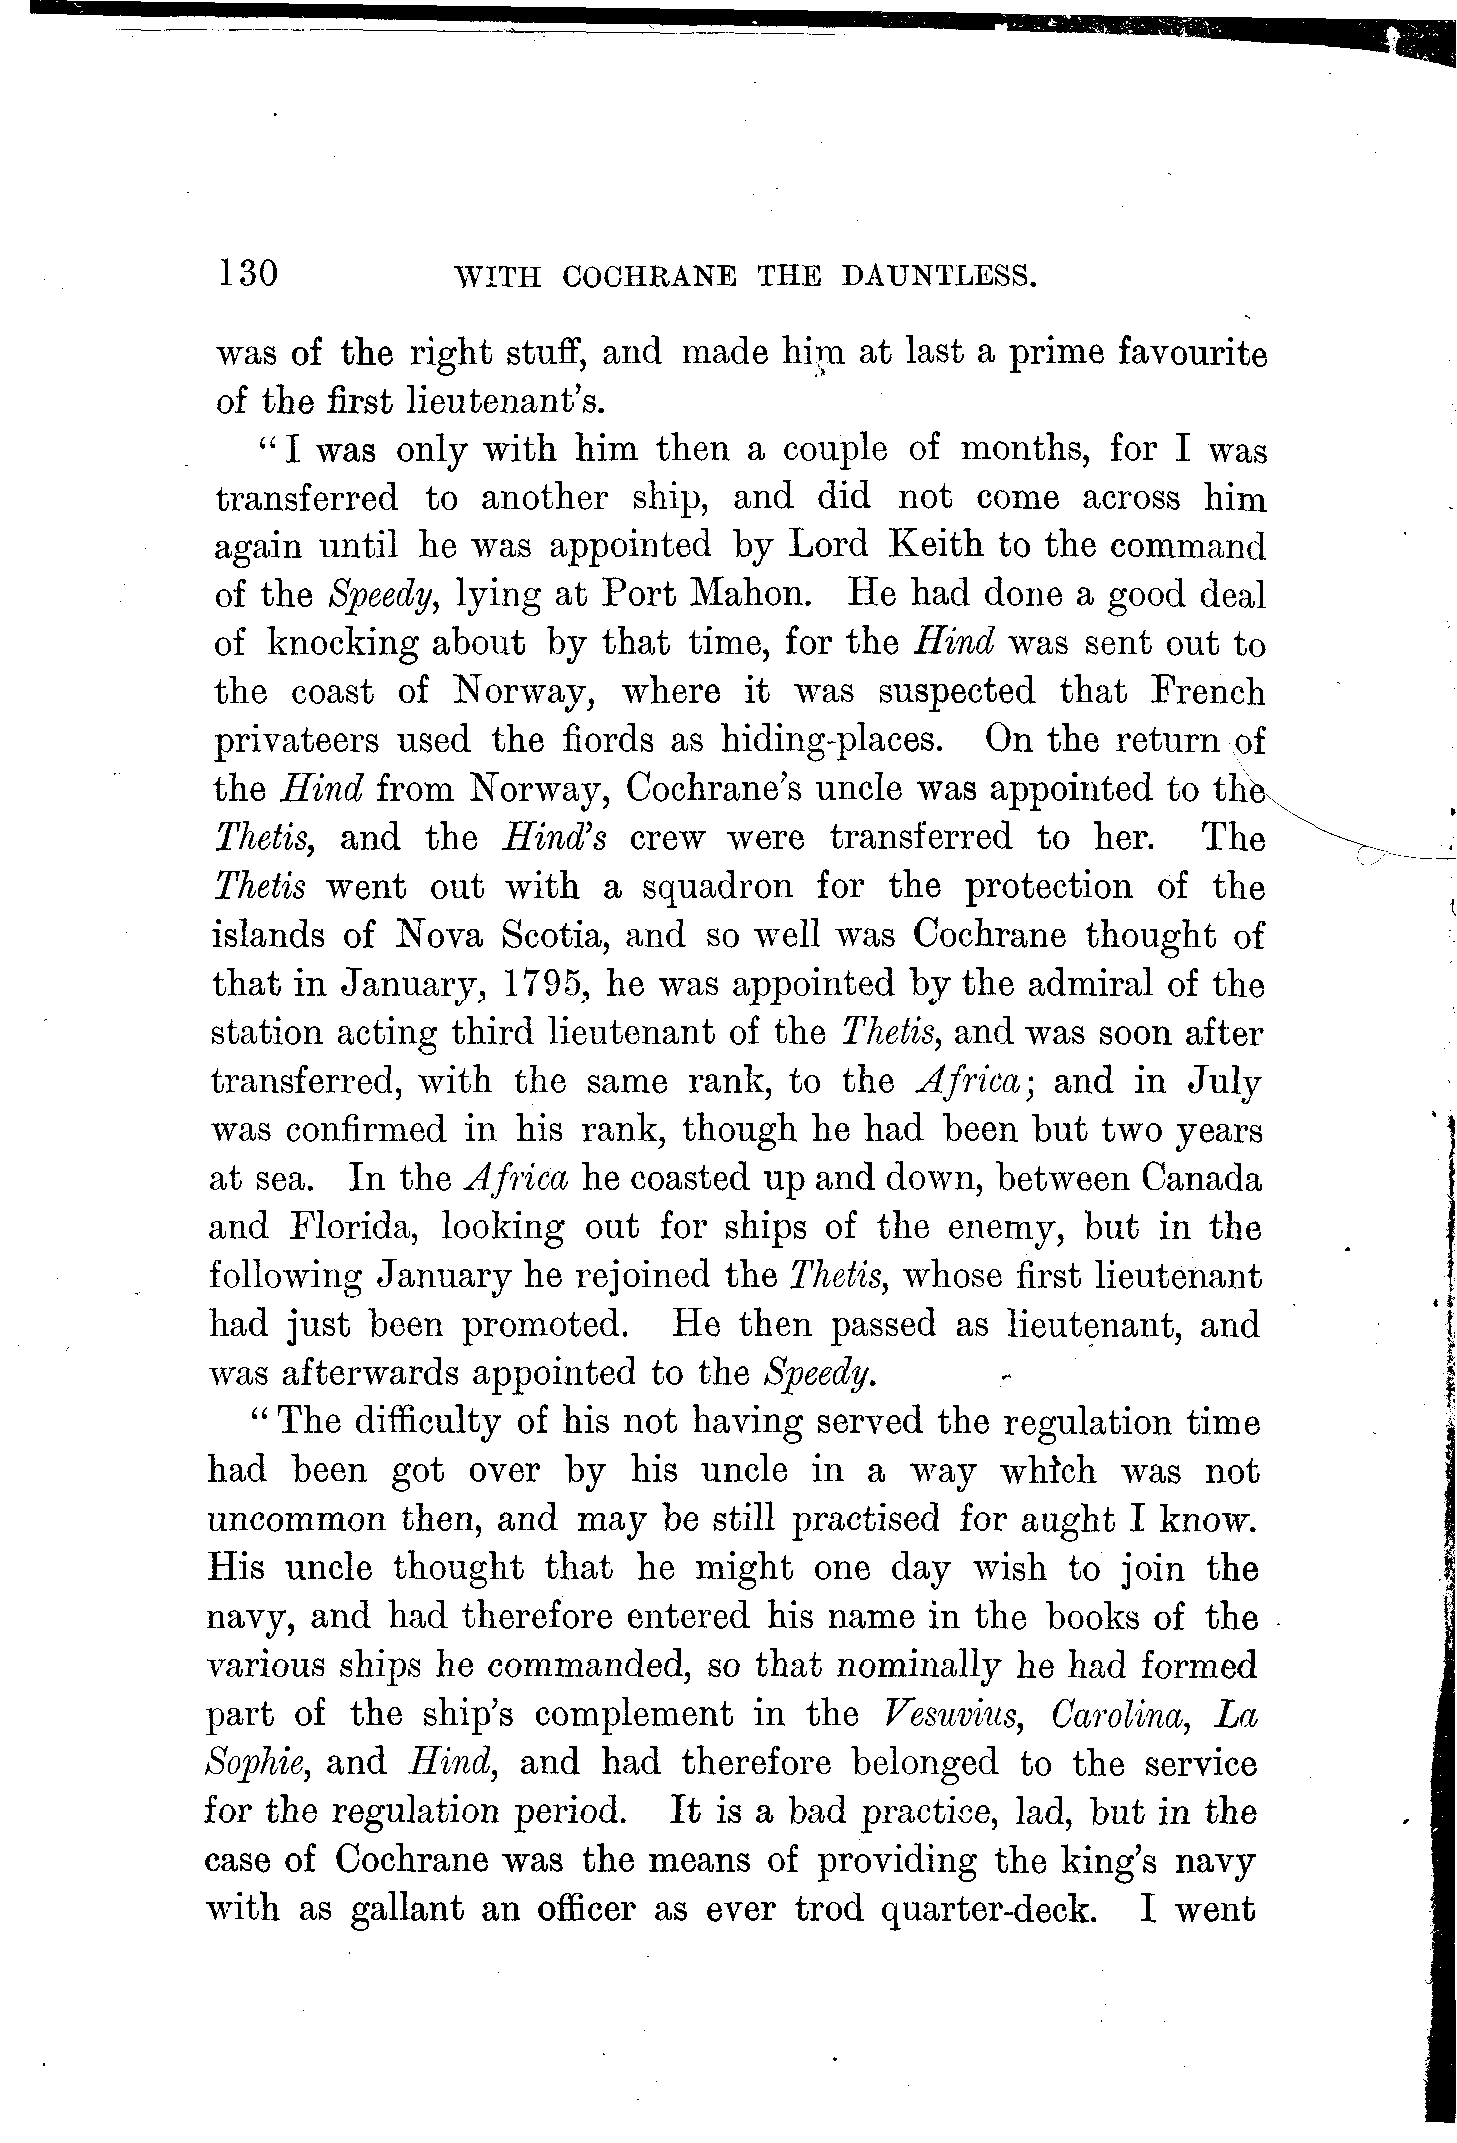 130 WITH COCHRANE THE DAUNTLESS.
was of the right stuff, and made him at last a prime favourite
of the first lieutenant's.
"I was only with him then a couple of months, for I was
transferred to another ship, and did not come across him
again until he was appointed by Lord Keith to the command
of the Speedy, lying at Port Mahon. He had done a good deal
of knocking about by that time, for the Hind was sent out to
the coast of Norway, where it was suspected that French
privateers used the fiords as hiding-places. On the return of
the Hind from Norway, Cochrane's uncle was appointed to the
Thetis, and the Hind's crew were transferred to her. The
Thetis went out with a squadron for the protection of the
islands of Nova Scotia, and so well was Cochrane thought of
that in January, 1795, he was appointed by the admiral of the
station acting third lieutenant of the Thetis, and was soon after
transferred, with the same rank, to the Africa; and in July
was confirmed in his rank, though he had been but two years
at sea. In the Africa he coasted up and down, between Canada
and Florida, looking out for ships of the enemy, but in the
following January he rejoined the Thetis, whose first lieutenant
had just been promoted. He then passed as lieutenant, and
was afterwards appointed to the Speedy.
"The difficulty of his not having served the regulation time
had been got over by his uncle in a way which was not
uncommon then, and may be still practised for aught I know.
His uncle thought that he might one day wish to join the
navy, and had therefore entered his name in the books of the
various ships he commanded, so that nominally he had formed
part of the ship's complement in the Vesuvius, Carolina, La
Sophie, and Hind, and had therefore belonged to the service
for the regulation period. It is a bad practice, lad, but in the
case of Cochrane was the means of providing the king's navy
with as gallant an officer as ever trod quarter-deck. I went